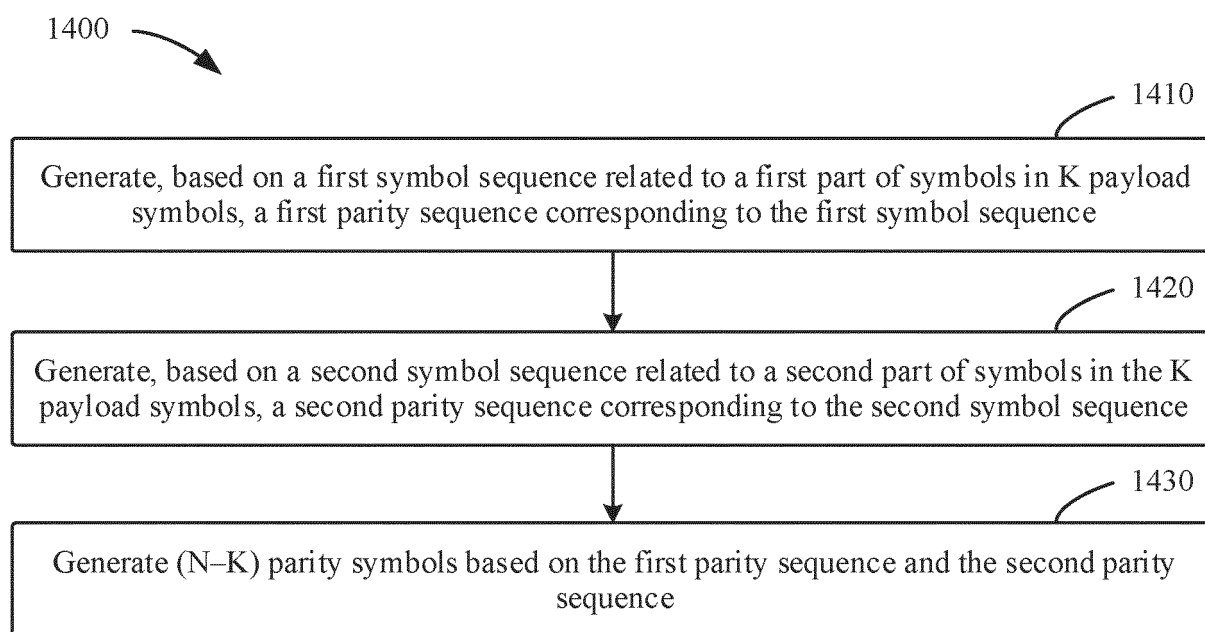 1400
1410
Generate, based on a first symbol sequence related to a first part of symbols in K payload
symbols, a first parity sequence corresponding to the first symbol sequence
1420
Generate, based on a second symbol sequence related to a second part of symbols in the K
payload symbols, a second parity sequence corresponding to the second symbol sequence
1430
Generate (N–K) parity symbols based on the first parity sequence and the second parity
sequence